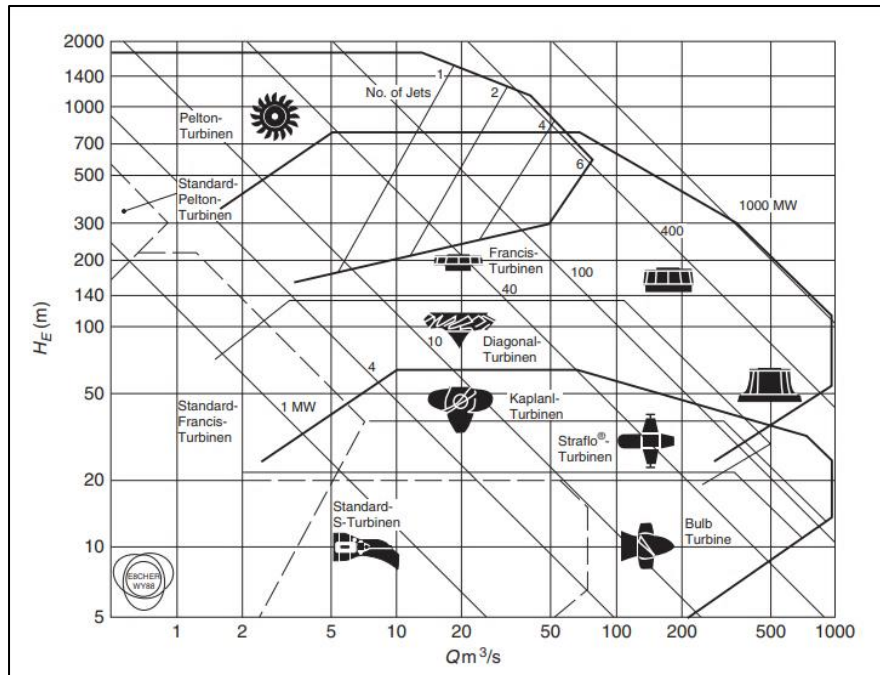 2000
1400
1000
700
500
300
200
140
100
50
20
10
5
H_E (m)
1
2
5
10
20
50
100
200
500
1000
Q m³/s
Pelton-
Turbinen
No. of Jets
1
2
4
6
Standard-
Pelton-
Turbinen
1000 MW
400
100
40
10
4
1 MW
Francis-
Turbinen
Diagonal-
Turbinen
Kaplanl-
Turbinen
Standard-
Francis-
Turbinen
Straflo®-
Turbinen
Standard-
S-Turbinen
Bulb
Turbine
E8CHER
WY88